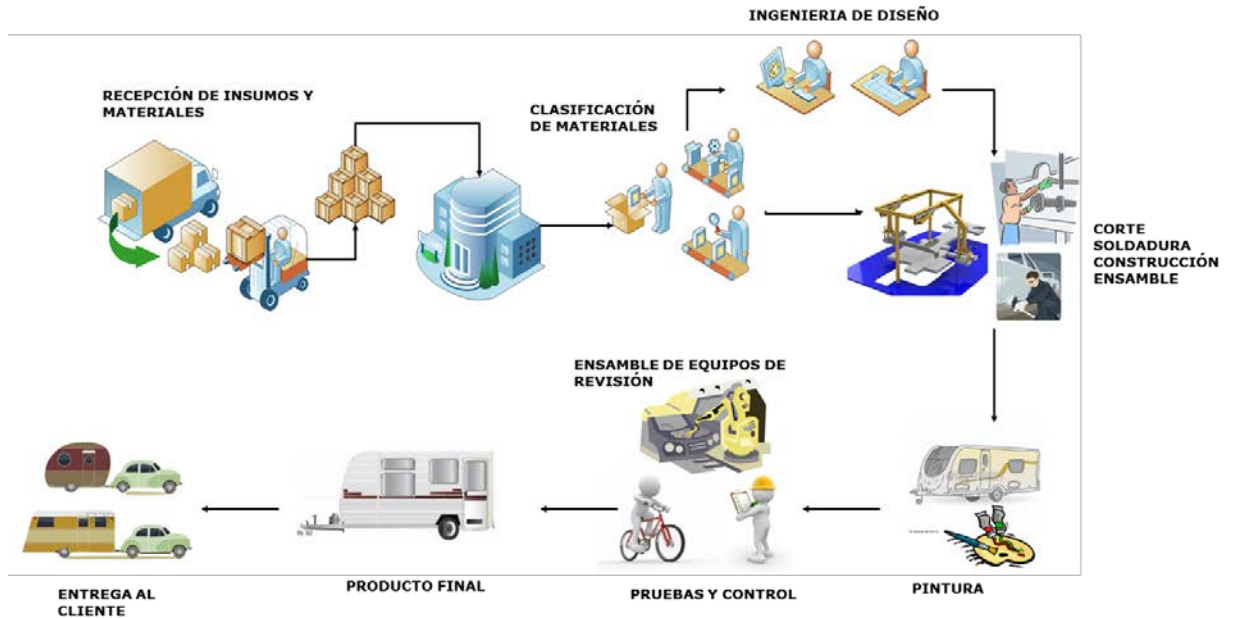 INGENIERIA DE DISEÑO
RECEPCIÓN DE INSUMOS Y
MATERIALES
CLASIFICACIÓN
DE MATERIALES
CORTE
SOLDADURA
CONSTRUCCIÓN
ENSAMBLE
ENSAMBLE DE EQUIPOS DE
REVISIÓN
ENTREGA AL
CLIENTE
PRODUCTO FINAL
PRUEBAS Y CONTROL
PINTURA